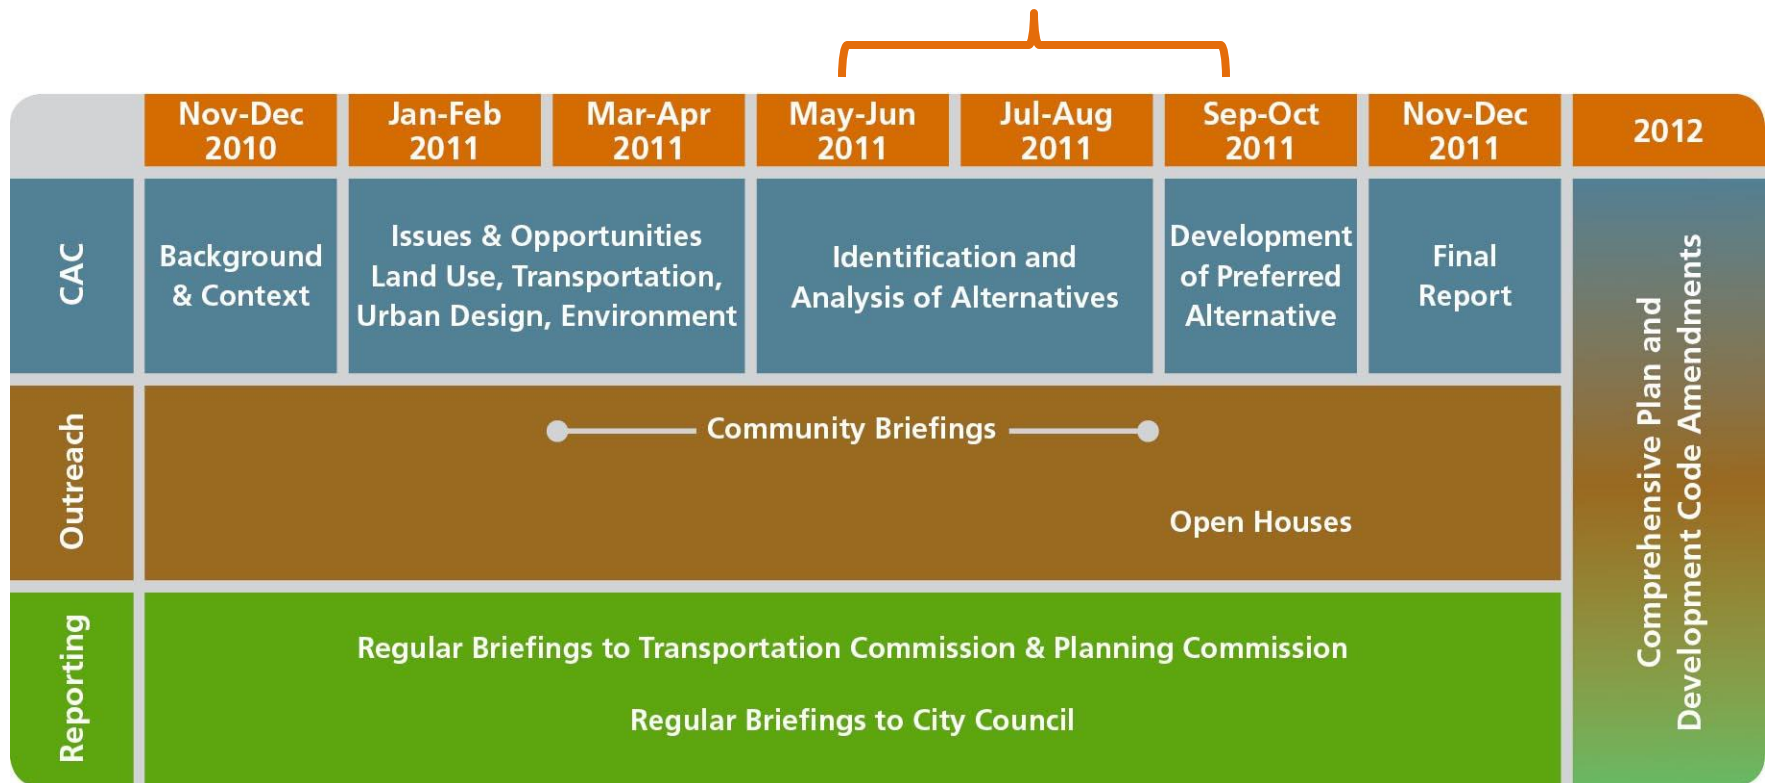 Nov-Dec
2010
Jan-Feb
2011
Mar-Apr
2011
May-Jun
2011
Jul-Aug
2011
Sep-Oct
2011
Nov-Dec
2011
2012
CAC
Background
& Context
Issues & Opportunities
Land Use, Transportation,
Urban Design, Environment
Identification and
Analysis of Alternatives
Development
of Preferred
Alternative
Final
Report
Comprehensive Plan and
Development Code Amendments
Outreach
Community Briefings
Open Houses
Reporting
Regular Briefings to Transportation Commission & Planning Commission
Regular Briefings to City Council